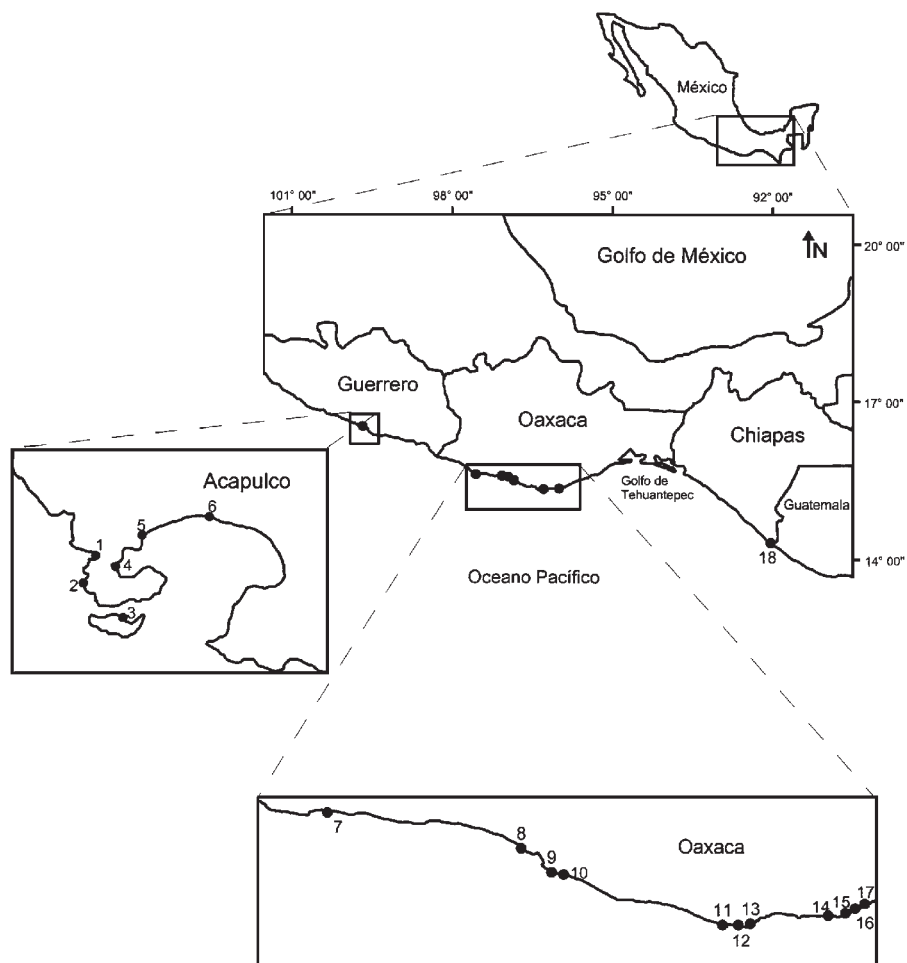 México
101° 00"
98° 00"
95° 00"
92° 00"
Golfo de México
N
20° 00"
Guerrero
17° 00"
Oaxaca
Chiapas
Golfo de
Tehuantepec
Guatemala
18
14° 00"
Oceano Pacífico
Acapulco
5
6
1
4
2
3
7
8
Oaxaca
9
10
11
13
14
15
17
12
16